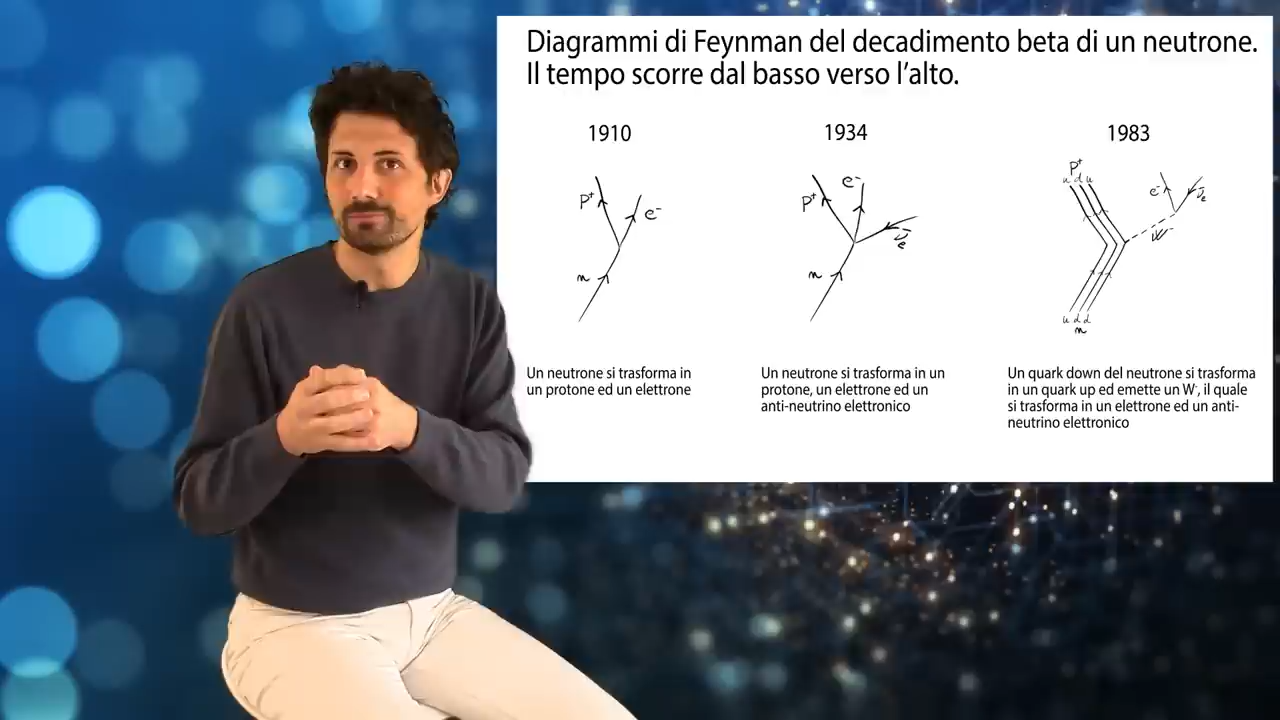 Diagrammi di Feynman del decadimento beta di un neutrone.
Il tempo scorre dal basso verso l'alto.
1910
P⁺
e⁻
n
Un neutrone si trasforma in
un protone ed un elettrone
1934
e⁻
P⁺
ν̄e
n
Un neutrone si trasforma in un
protone, un elettrone ed un
anti-neutrino elettronico
1983
P⁺
u d u
e⁻
ν̄e
W
u d d
n
Un quark down del neutrone si trasforma
in un quark up ed emette un W⁻, il quale
si trasforma in un elettrone ed un anti-
neutrino elettronico